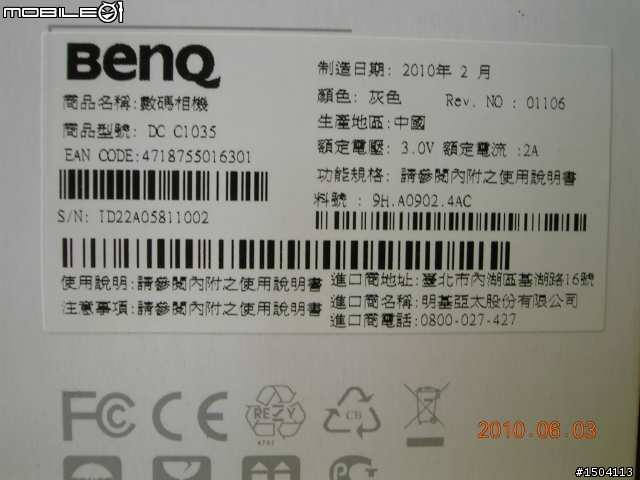 MOBILE01
BenQ
商品名稱:數碼相機
商品型號: DC C1035
EAN CODE:4718755016301
S/N: ID22A05811002
製造日期: 2010年 2 月
顏色: 灰色 Rev. NO : 01106
生產地區:中國
額定電壓: 3.0V 額定電流 :2A
功能規格: 請參閱內附之使用說明書
料號 : 9H.A0902.4AC
使用說明:請參閱內附之使用說明書
注意事項:請參閱內附之使用說明書
進口商地址:臺北市內湖區基湖路16號
進口商名稱:明基亞太股份有限公司
進口商電話:0800-027-427
FC CE RESY CB
4757
2010.06.03
#1504113